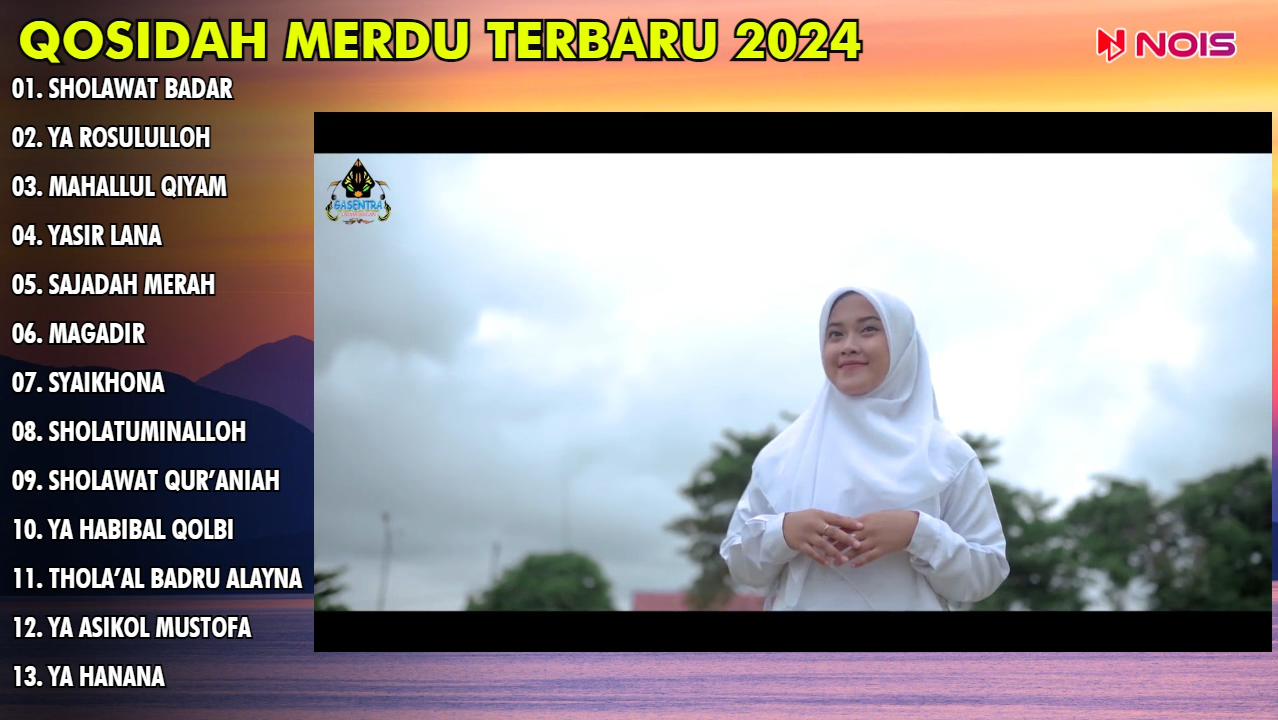 QOSIDAH MERDU TERBARU 2024
NOIS
01. SHOLAWAT BADAR
02. YA ROSULULLOH
03. MAHALLUL QIYAM
04. YASIR LANA
05. SAJADAH MERAH
06. MAGADIR
07. SYAIKHONA
08. SHOLATUMINALLOH
09. SHOLAWAT QUR’ANIAH
10. YA HABIBAL QOLBI
11. THOLA’AL BADRU ALAYNA
12. YA ASIKOL MUSTOFA
13. YA HANANA
GASENTRA